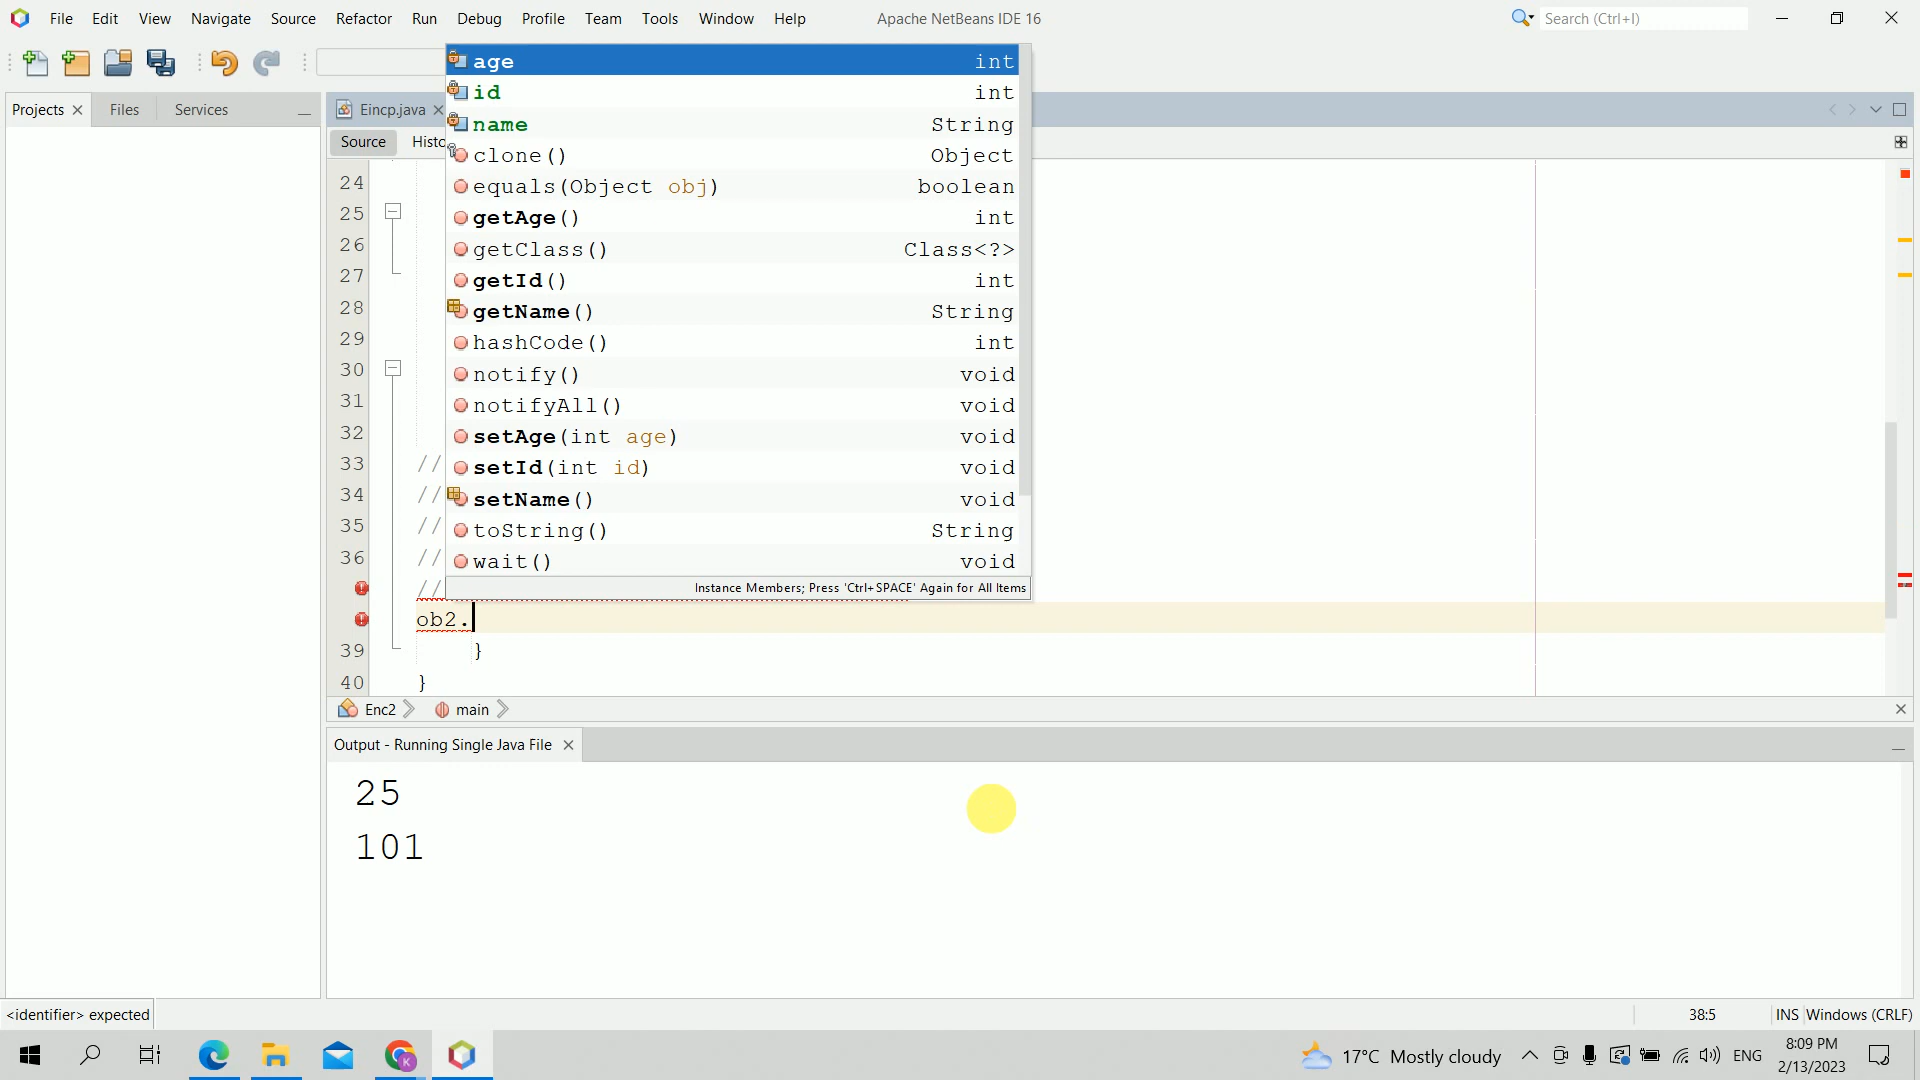 File Edit View Navigate Source Refactor Run Debug Profile Team Tools Window Help Apache NetBeans IDE 16 Search (Ctrl+I)
Projects Files Services Eincp.java
Source Histo
age int
id int
name String
clone() Object
equals(Object obj) boolean
getAge() int
getClass() Class<?>
getId() int
getName() String
hashCode() int
notify() void
notifyAll() void
setAge(int age) void
setId(int id) void
setName() void
toString() String
wait() void
Instance Members; Press 'Ctrl+SPACE' Again for All Items
24
25
26
27
28
29
30
31
32
33 //
34 //
35 //
36 //
//
ob2.
39 }
40 }
Enc2 main
Output - Running Single Java File
25
101
<identifier> expected 38:5 INS Windows (CRLF)
17°C Mostly cloudy ENG 8:09 PM
2/13/2023